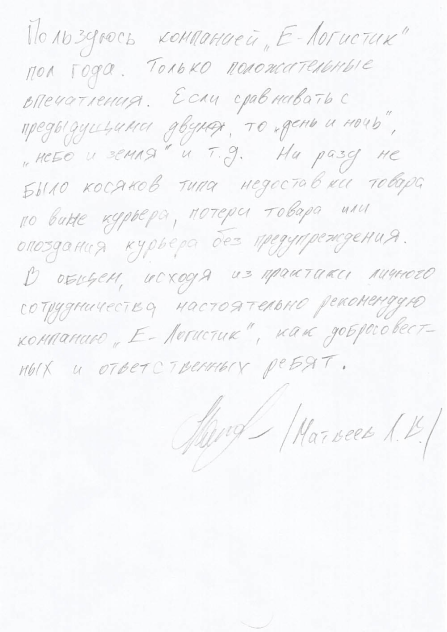 Пользуюсь компанией „Е-Логистик"
пол года. Только положительные
впечатления. Если сравнивать с
предыдущими двумя, то „день и ночь",
„небо и земля" и т.д. Ни разу не
было косяков типа недоставки товара
по вине курьера, потери товара или
опоздания курьера без предупреждения.
В общем, исходя из практики личного
сотрудничества, настоятельно рекомендую
компанию „Е-Логистик", как добросовест-
ных и ответственных ребят.
/Матвеев А. В./